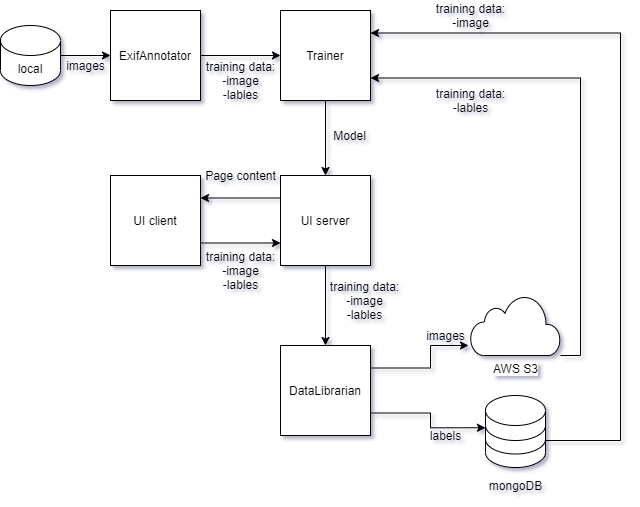 training data:
-image
local
images
ExifAnnotator
training data:
-image
-lables
Trainer
training data:
-lables
Model
UI client
Page content
training data:
-image
-lables
UI server
training data:
-image
-lables
DataLibrarian
images
AWS S3
labels
mongoDB